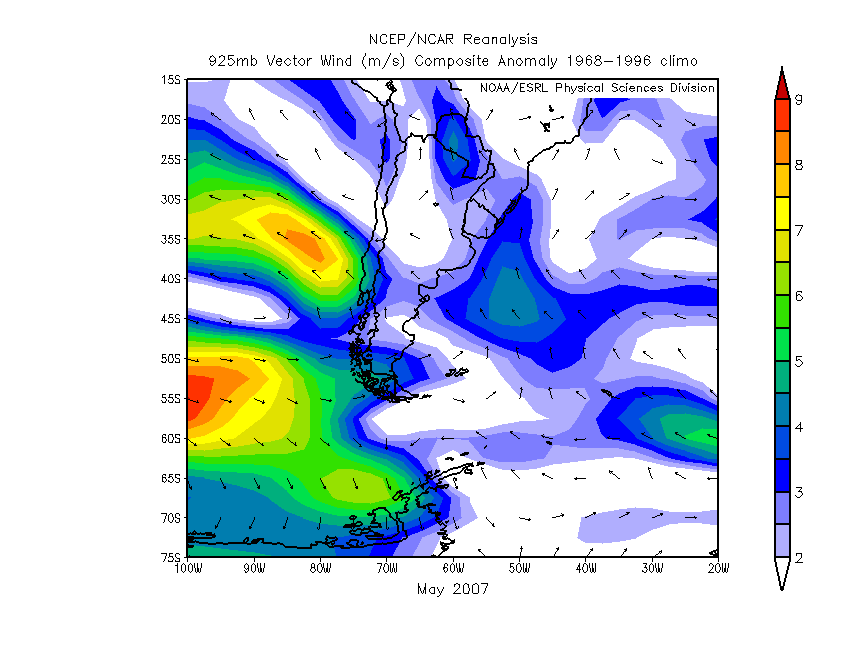 NCEP/NCAR Reanalysis
925mb Vector Wind (m/s) Composite Anomaly 1968-1996 climo
NOAA/ESRL Physical Sciences Division
15S
20S
25S
30S
35S
40S
45S
50S
55S
60S
65S
70S
75S
100W 90W 80W 70W 60W 50W 40W 30W 20W
May 2007
9
8
7
6
5
4
3
2